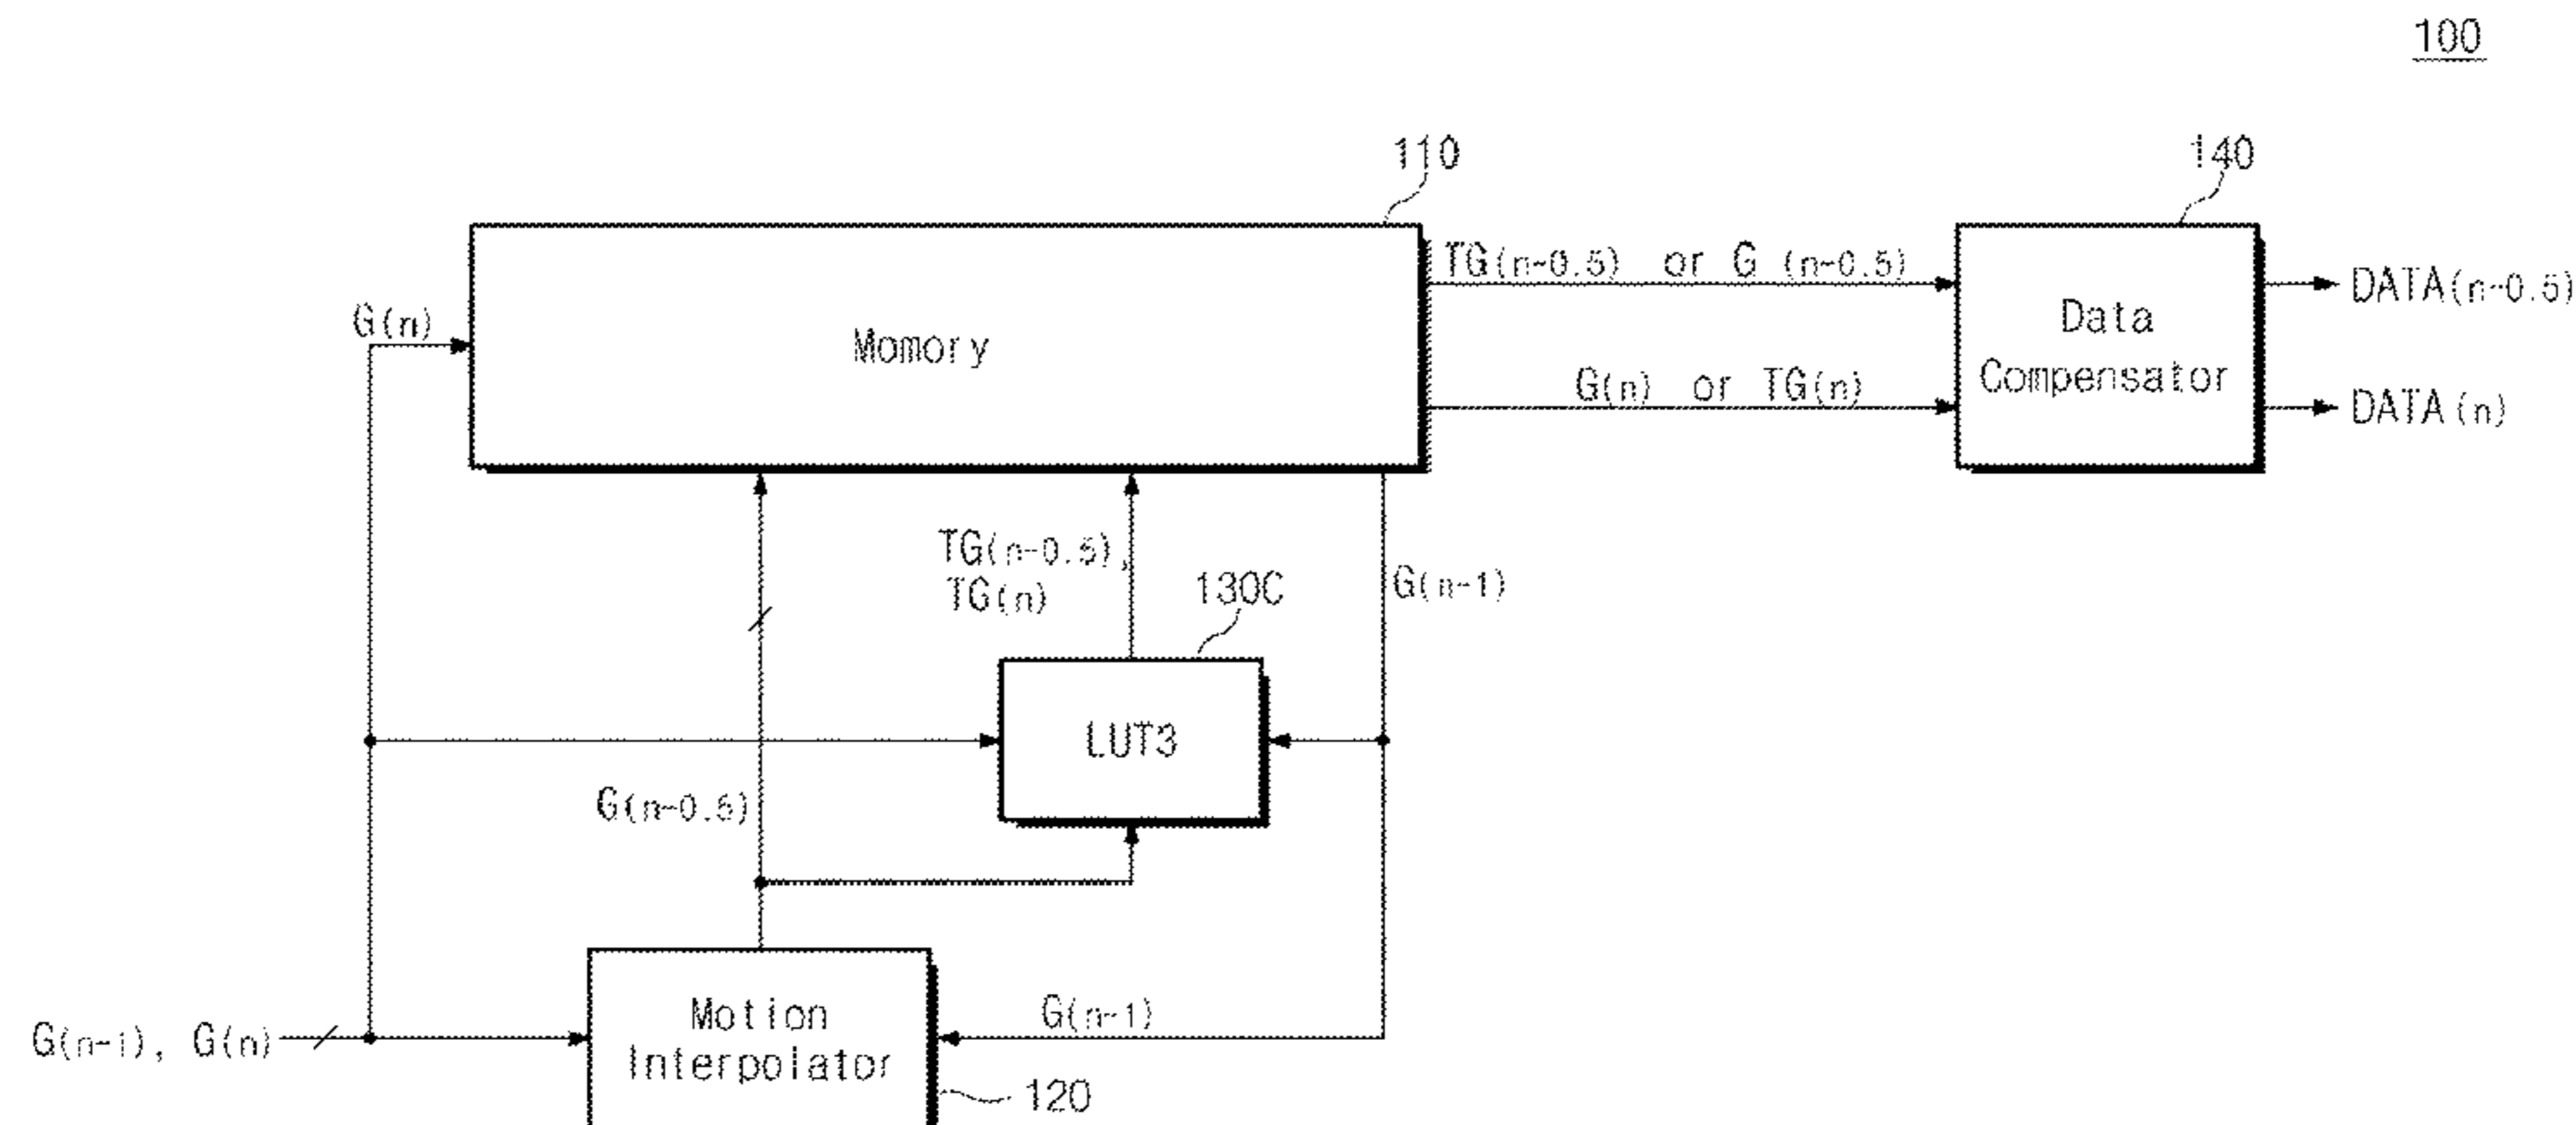 100
110
140
G(n)
Momory
TG(n-0.5) or G (n-0.5)
G(n) or TG(n)
Data
Compensator
DATA(n-0.5)
DATA(n)
TG(n-0.5),
TG(n)
130C
G(n-1)
LUT3
G(n-0.5)
G(n-1), G(n)
Motion
Interpolator
G(n-1)
120